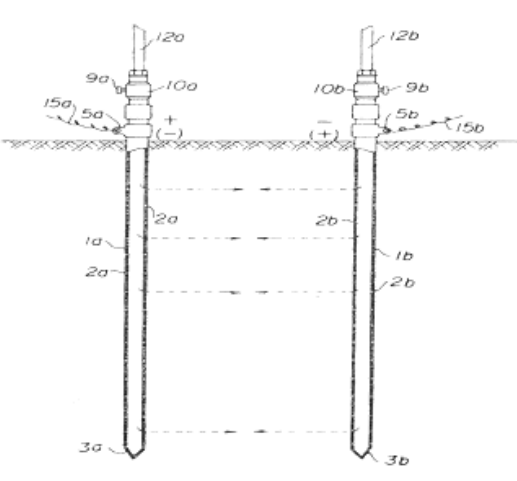 12a 12b
9a 10a 10b 9b
15a 5a + − 5b 15b
(−) (+)
2a 2b
1a 1b
2a 2b
3a 3b